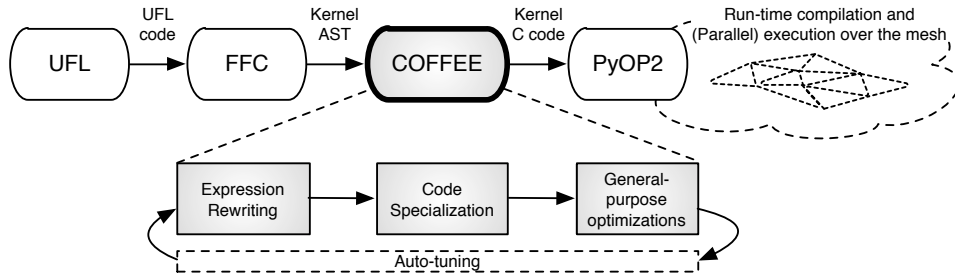 UFL
UFL
code
FFC
Kernel
AST
COFFEE
Kernel
C code
PyOP2
Run-time compilation and
(Parallel) execution over the mesh
Expression
Rewriting
Code
Specialization
General-
purpose
optimizations
Auto-tuning